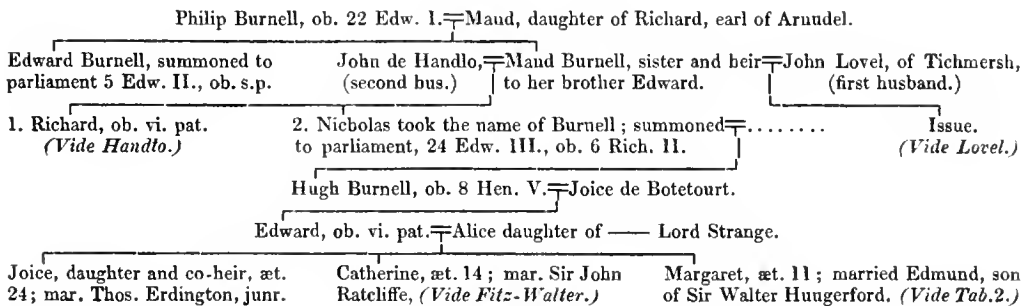 Philip Burnell, ob. 22 Edw. I.╤Maud, daughter of Richard, earl of Arundel.
Edward Burnell, summoned to parliament 5 Edw. II., ob. s.p.
John de Handlo,╤Maud Burnell, sister and heir╤John Lovel, of Tichmersh,
(second hus.) to her brother Edward. (first husband.)
1. Richard, ob. vi. pat. 2. Nicholas took the name of Burnell ; summoned╤........ Issue.
(Vide Handlo.) to parliament, 24 Edw. III., ob. 6 Rich. II. (Vide Lovel.)
Hugh Burnell, ob. 8 Hen. V.╤Joice de Botetourt.
Edward, ob. vi. pat.╤Alice daughter of —— Lord Strange.
Joice, daughter and co-heir, æt. Catherine, æt. 14 ; mar. Sir John Margaret, æt. 11 ; married Edmund, son
24 ; mar. Thos. Erdington, junr. Ratcliffe, (Vide Fitz-Walter.) of Sir Walter Hungerford. (Vide Tab.2.)